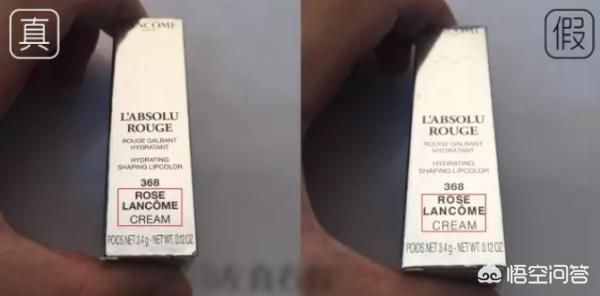 真
LANCÔME
PARIS
L'ABSOLU
ROUGE
ROUGE GALBANT
HYDRATANT
HYDRATING
SHAPING LIPCOLOR
368
ROSE
LANCÔME
CREAM
POIDS NET 3.4 g - NET WT. 0.12 OZ
假
L'ABSOLU
ROUGE
ROUGE GALBANT
HYDRATANT
HYDRATING
SHAPING LIPCOLOR
368
ROSE
LANCÔME
CREAM
POIDS NET 3.4 g - NET WT. 0.12 OZ
悟空问答